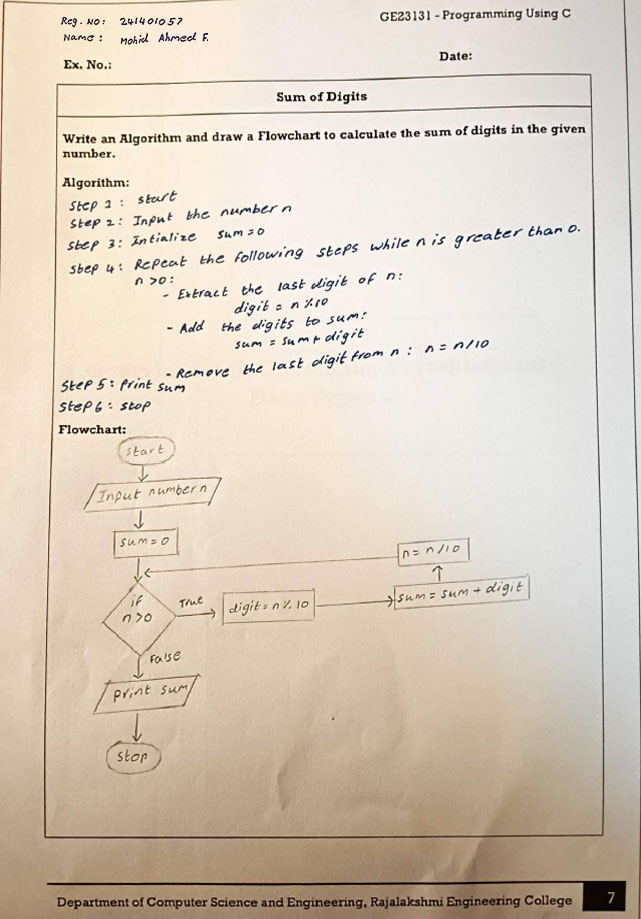 Reg. No: 241401057
GE23131 - Programming Using C
Name : Mohid Ahmed F.
Ex. No.:
Date:
Sum of Digits
Write an Algorithm and draw a Flowchart to calculate the sum of digits in the given
number.
Algorithm:
Step 1 : Start
Step 2: Input the number n
Step 3: Intialize sum=0
Step 4: Repeat the following steps while n is greater than 0.
n >0:
- Extract the last digit of n:
digit = n%10
- Add the digits to sum:
sum = sum+digit
- Remove the last digit from n : n=n/10
Step 5: Print sum
Step 6: Stop
Flowchart:
Start
Input number n
sum=0
n=n/10
if
n>0
True
digit=n%10
sum=sum+digit
False
print sum
stop
Department of Computer Science and Engineering, Rajalakshmi Engineering College
7